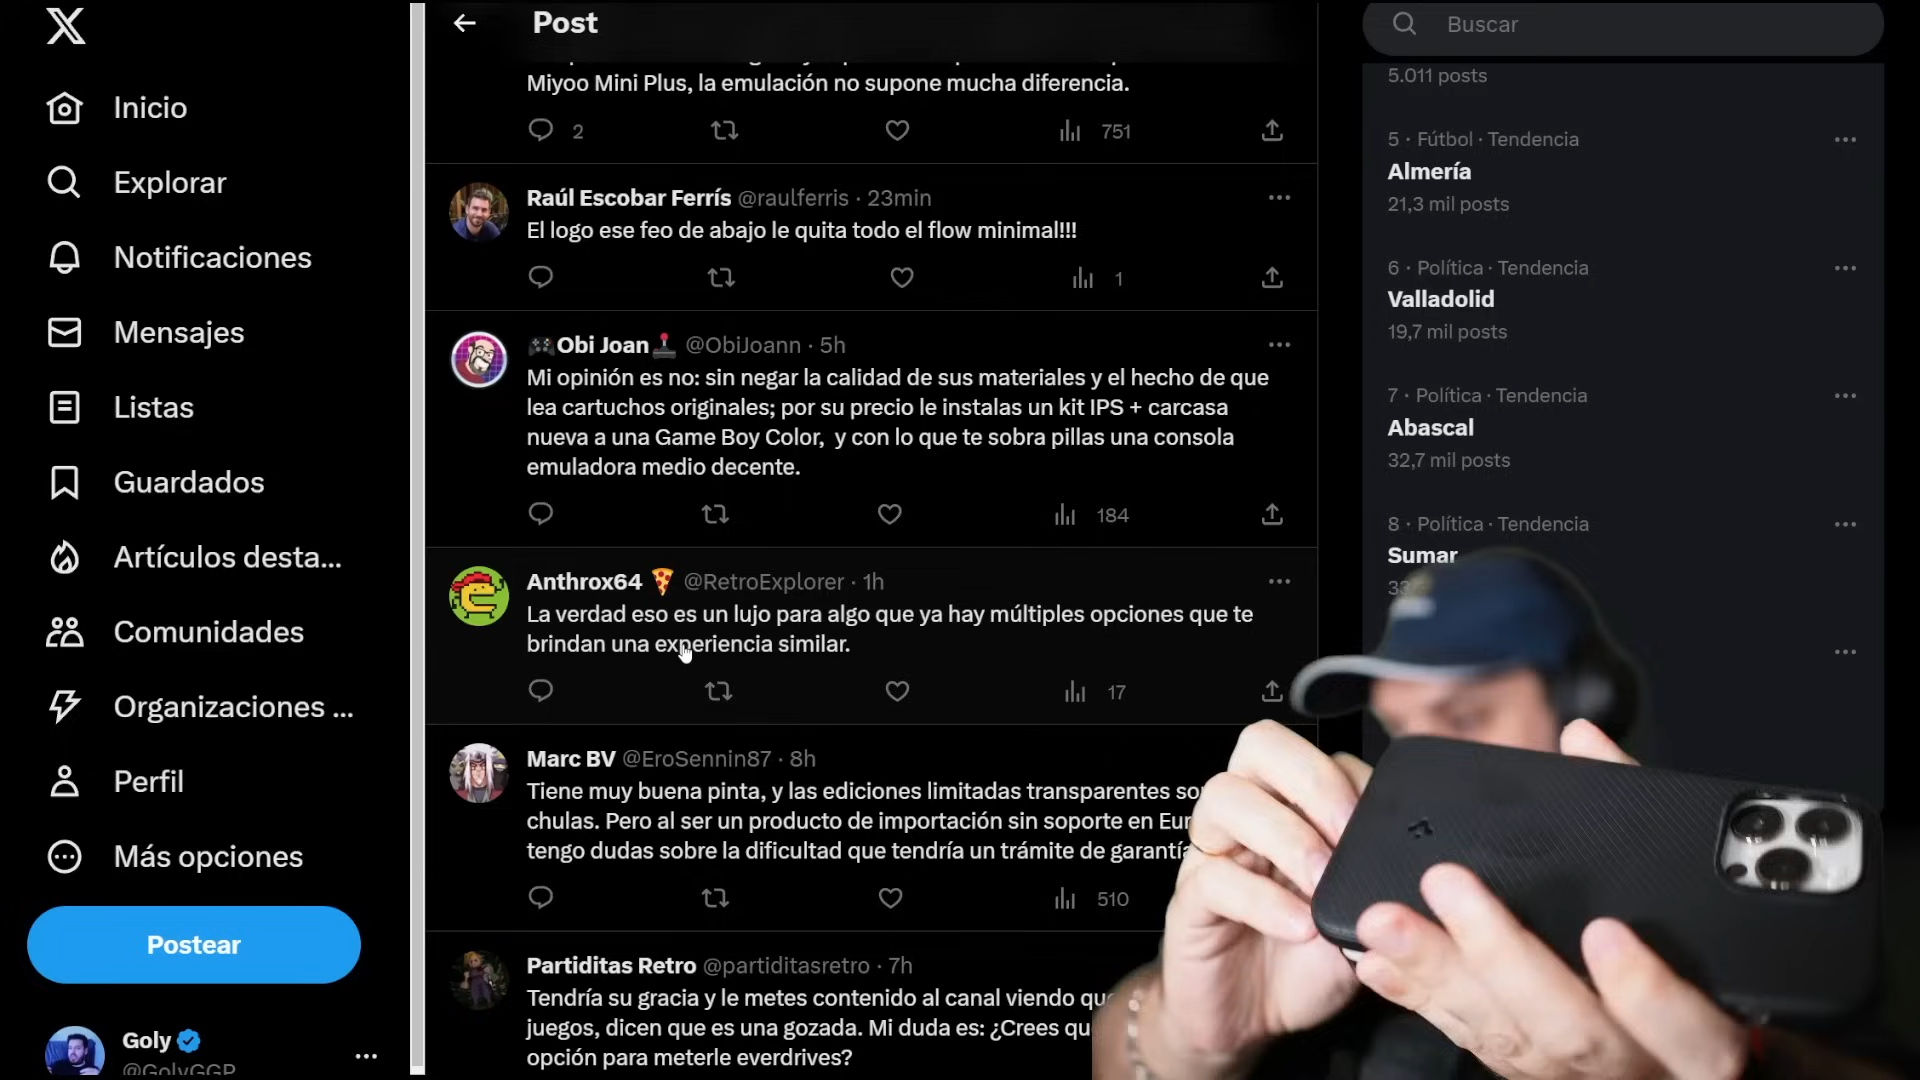 Post
Buscar
Inicio
Explorar
Notificaciones
Mensajes
Listas
Guardados
Artículos desta...
Comunidades
Organizaciones ...
Perfil
Más opciones
Postear
Goly
@GolyGGP
Miyoo Mini Plus, la emulación no supone mucha diferencia.
2 751
Raúl Escobar Ferrís @raulferris · 23min
El logo ese feo de abajo le quita todo el flow minimal!!!
1
Obi Joan @ObiJoann · 5h
Mi opinión es no: sin negar la calidad de sus materiales y el hecho de que
lea cartuchos originales; por su precio le instalas un kit IPS + carcasa
nueva a una Game Boy Color, y con lo que te sobra pillas una consola
emuladora medio decente.
184
Anthrox64 @RetroExplorer · 1h
La verdad eso es un lujo para algo que ya hay múltiples opciones que te
brindan una experiencia similar.
17
Marc BV @EroSennin87 · 8h
Tiene muy buena pinta, y las ediciones limitadas transparentes so
chulas. Pero al ser un producto de importación sin soporte en Eur
tengo dudas sobre la dificultad que tendría un trámite de garantía
510
Partiditas Retro @partiditasretro · 7h
Tendría su gracia y le metes contenido al canal viendo qu
juegos, dicen que es una gozada. Mi duda es: ¿Crees qu
opción para meterle everdrives?
5.011 posts
5 · Fútbol · Tendencia
Almería
21,3 mil posts
6 · Política · Tendencia
Valladolid
19,7 mil posts
7 · Política · Tendencia
Abascal
32,7 mil posts
8 · Política · Tendencia
Sumar
33